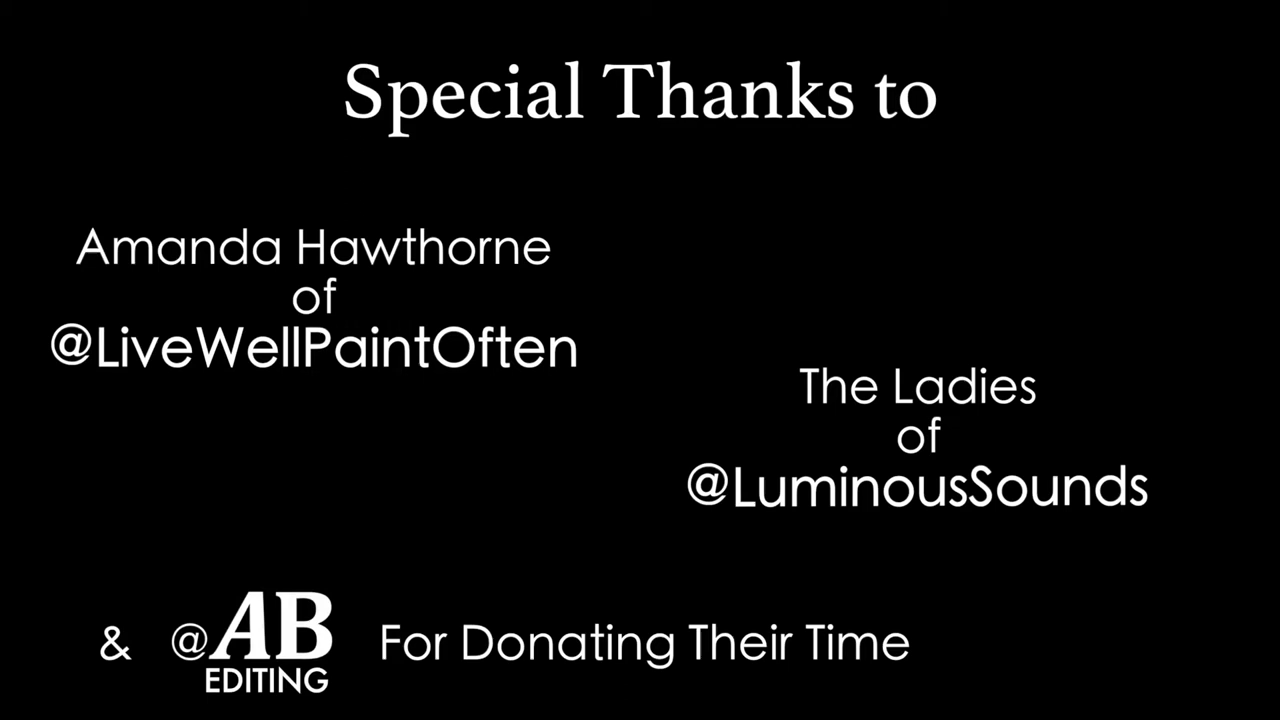 Special Thanks to
Amanda Hawthorne
of
@LiveWellPaintOften
The Ladies
of
@LuminousSounds
& @AB EDITING For Donating Their Time